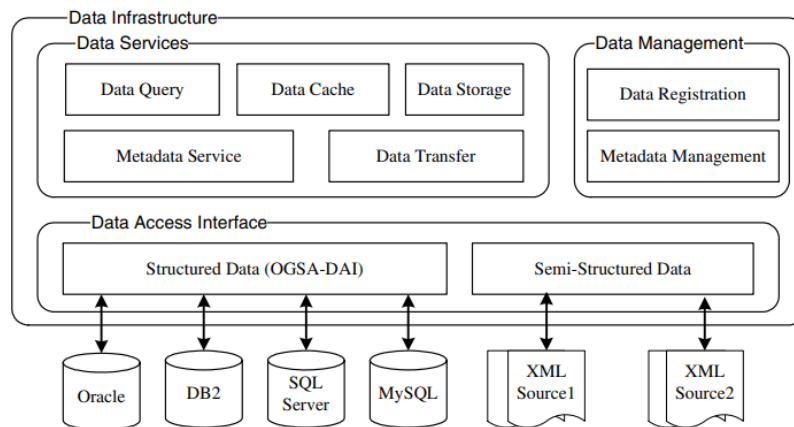 Data Infrastructure
Data Services
Data Management
Data Query
Data Cache
Data Storage
Data Registration
Metadata Service
Data Transfer
Metadata Management
Data Access Interface
Structured Data (OGSA-DAI)
Semi-Structured Data
Oracle
DB2
SQL
Server
MySQL
XML
Source1
XML
Source2